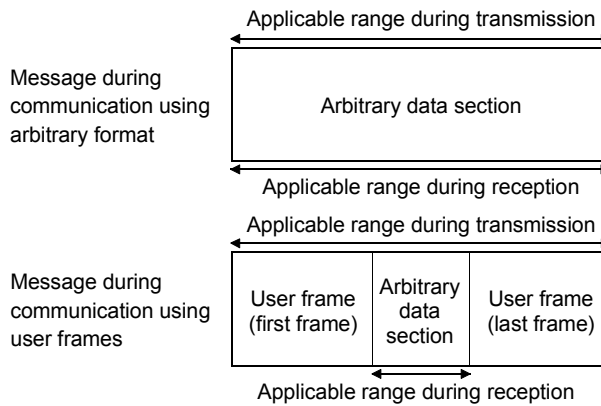 Applicable range during transmission
Message during
communication using
arbitrary format
Arbitrary data section
Applicable range during reception
Applicable range during transmission
Message during
communication using
user frames
User frame
(first frame)
Arbitrary
data
section
User frame
(last frame)
Applicable range during reception